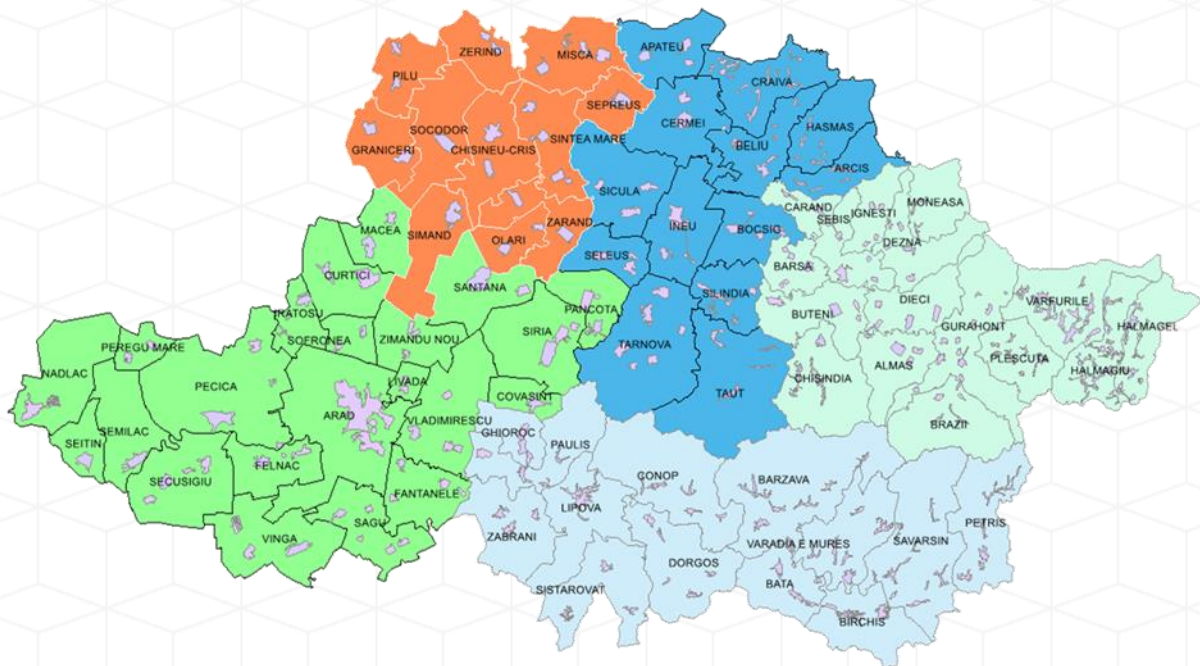 ZERIND
MISCA
APATEU
PILU
CRAIVA
SEPREUS
CERMEI
HASMAS
SOCODOR
GRANICERI
CHISINEU-CRIS
SINTEA MARE
BELIU
ARCIS
SICULA
CARAND
SEBIS
IGNESTI
MONEASA
MACEA
SIMAND
OLARI
ZARAND
INEU
BOCSIG
DEZNA
SELEUS
BARSA
CURTICI
SANTANA
SILINDIA
IRATOSU
PANCOTA
BUTENI
DIECI
VARFURILE
GURAHONT
HALMAGEL
SOFRONEA
ZIMANDU NOU
SIRIA
TARNOVA
PEREGU MARE
PLESCUTA
NADLAC
PECICA
LIVADA
ALMAS
HALMAGIU
CHISINDIA
COVASINT
TAUT
ARAD
VLADIMIRESCU
BRAZII
SEMILAC
SEITIN
GHIOROC
PAULIS
FELNAC
CONOP
BARZAVA
SECUSIGIU
FANTANELE
LIPOVA
SAGU
PETRIS
VINGA
ZABRANI
VARADIA E MURES
SAVARSIN
DORGOS
BATA
SISTAROVAT
BIRCHIS